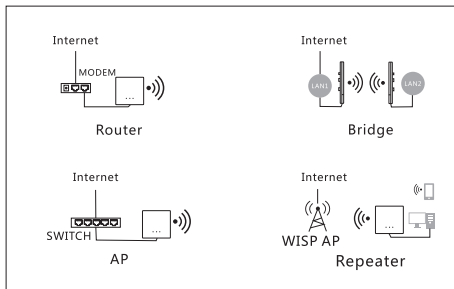 Internet
MODEM
Router
Internet
LAN1
LAN2
Bridge
Internet
SWITCH
AP
Internet
WISP AP
Repeater